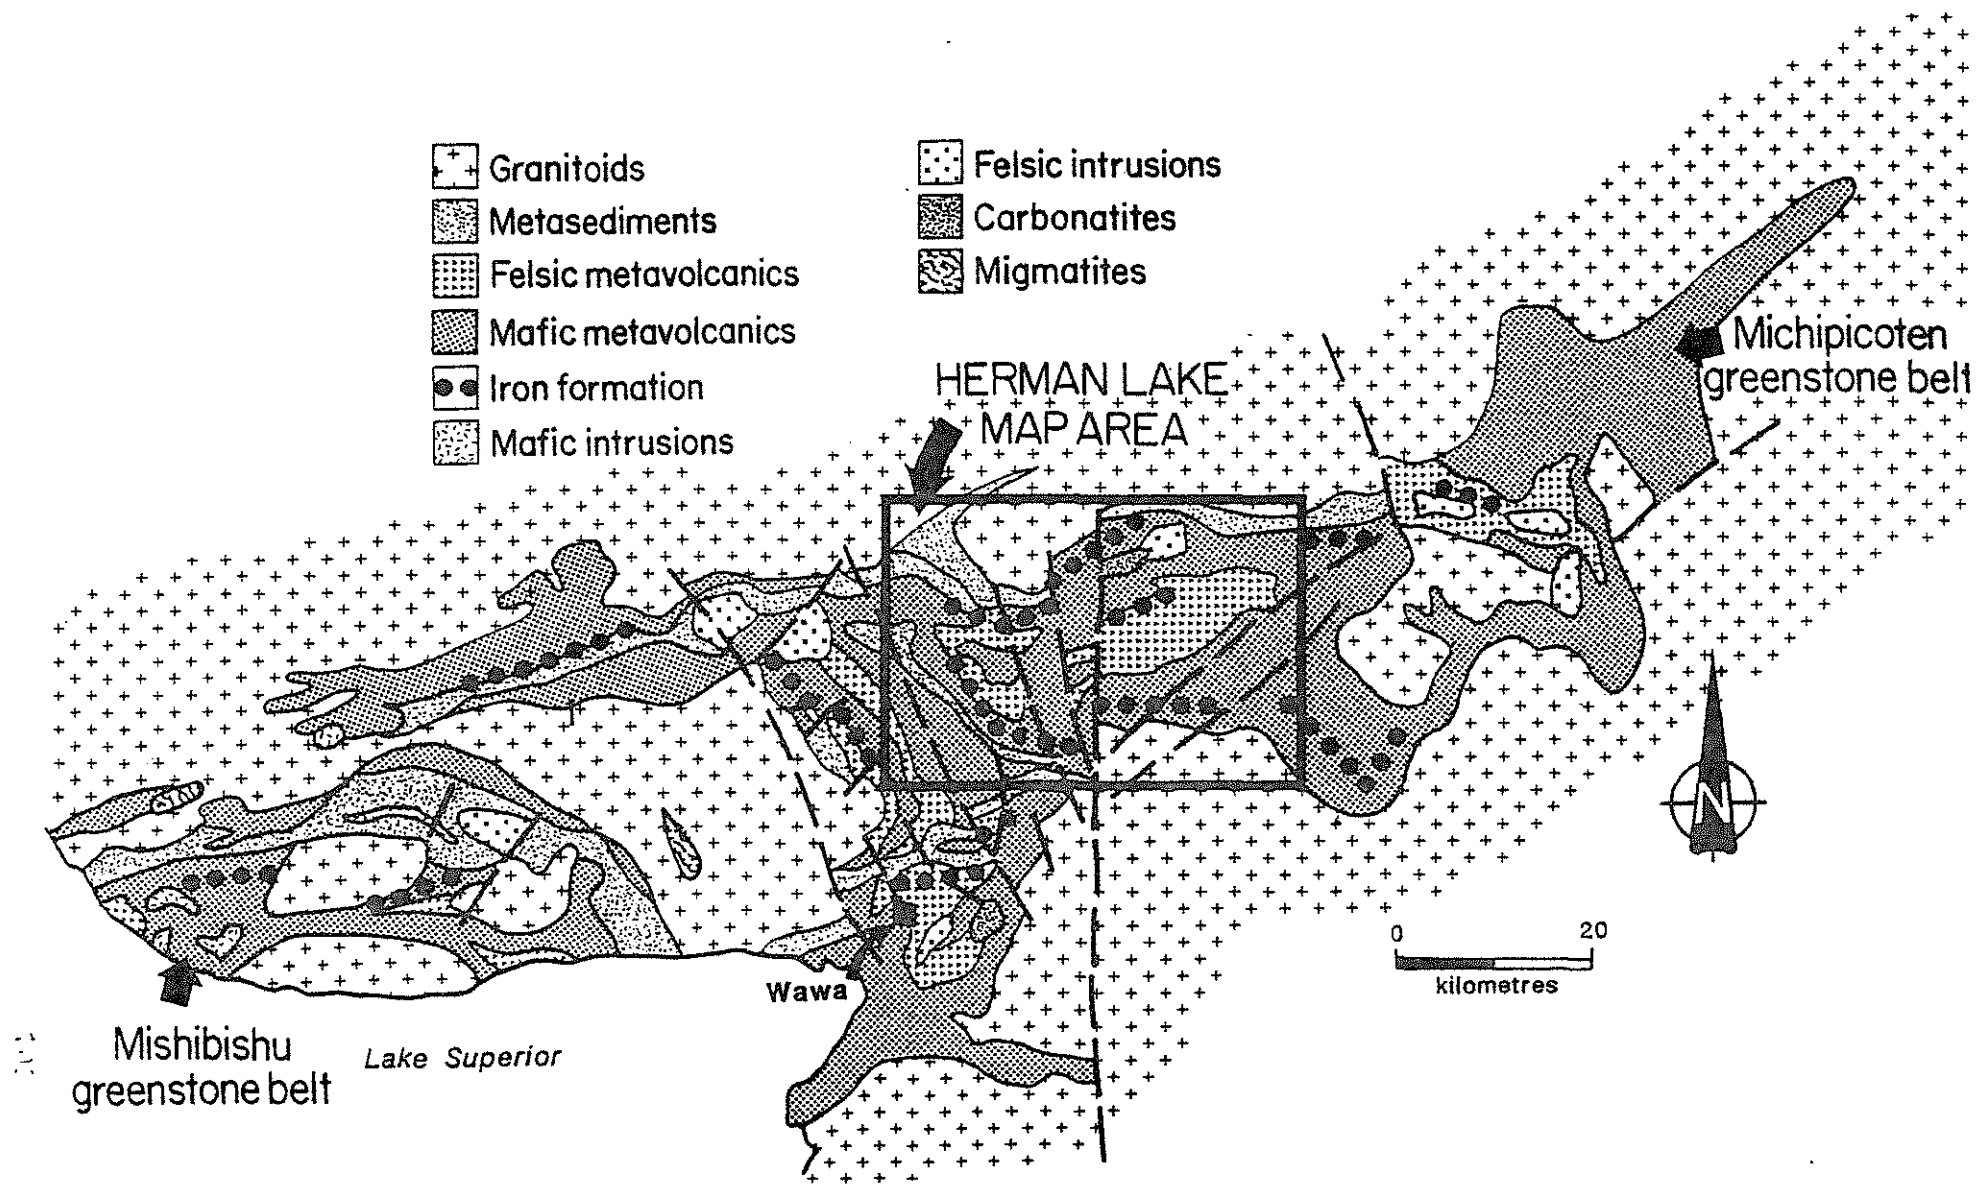 Granitoids
Metasediments
Felsic metavolcanics
Mafic metavolcanics
Iron formation
Mafic intrusions
Felsic intrusions
Carbonatites
Migmatites
HERMAN LAKE
MAP AREA
Michipicoten
greenstone belt
N
0 20
kilometres
Wawa
Mishibishu
greenstone belt
Lake Superior